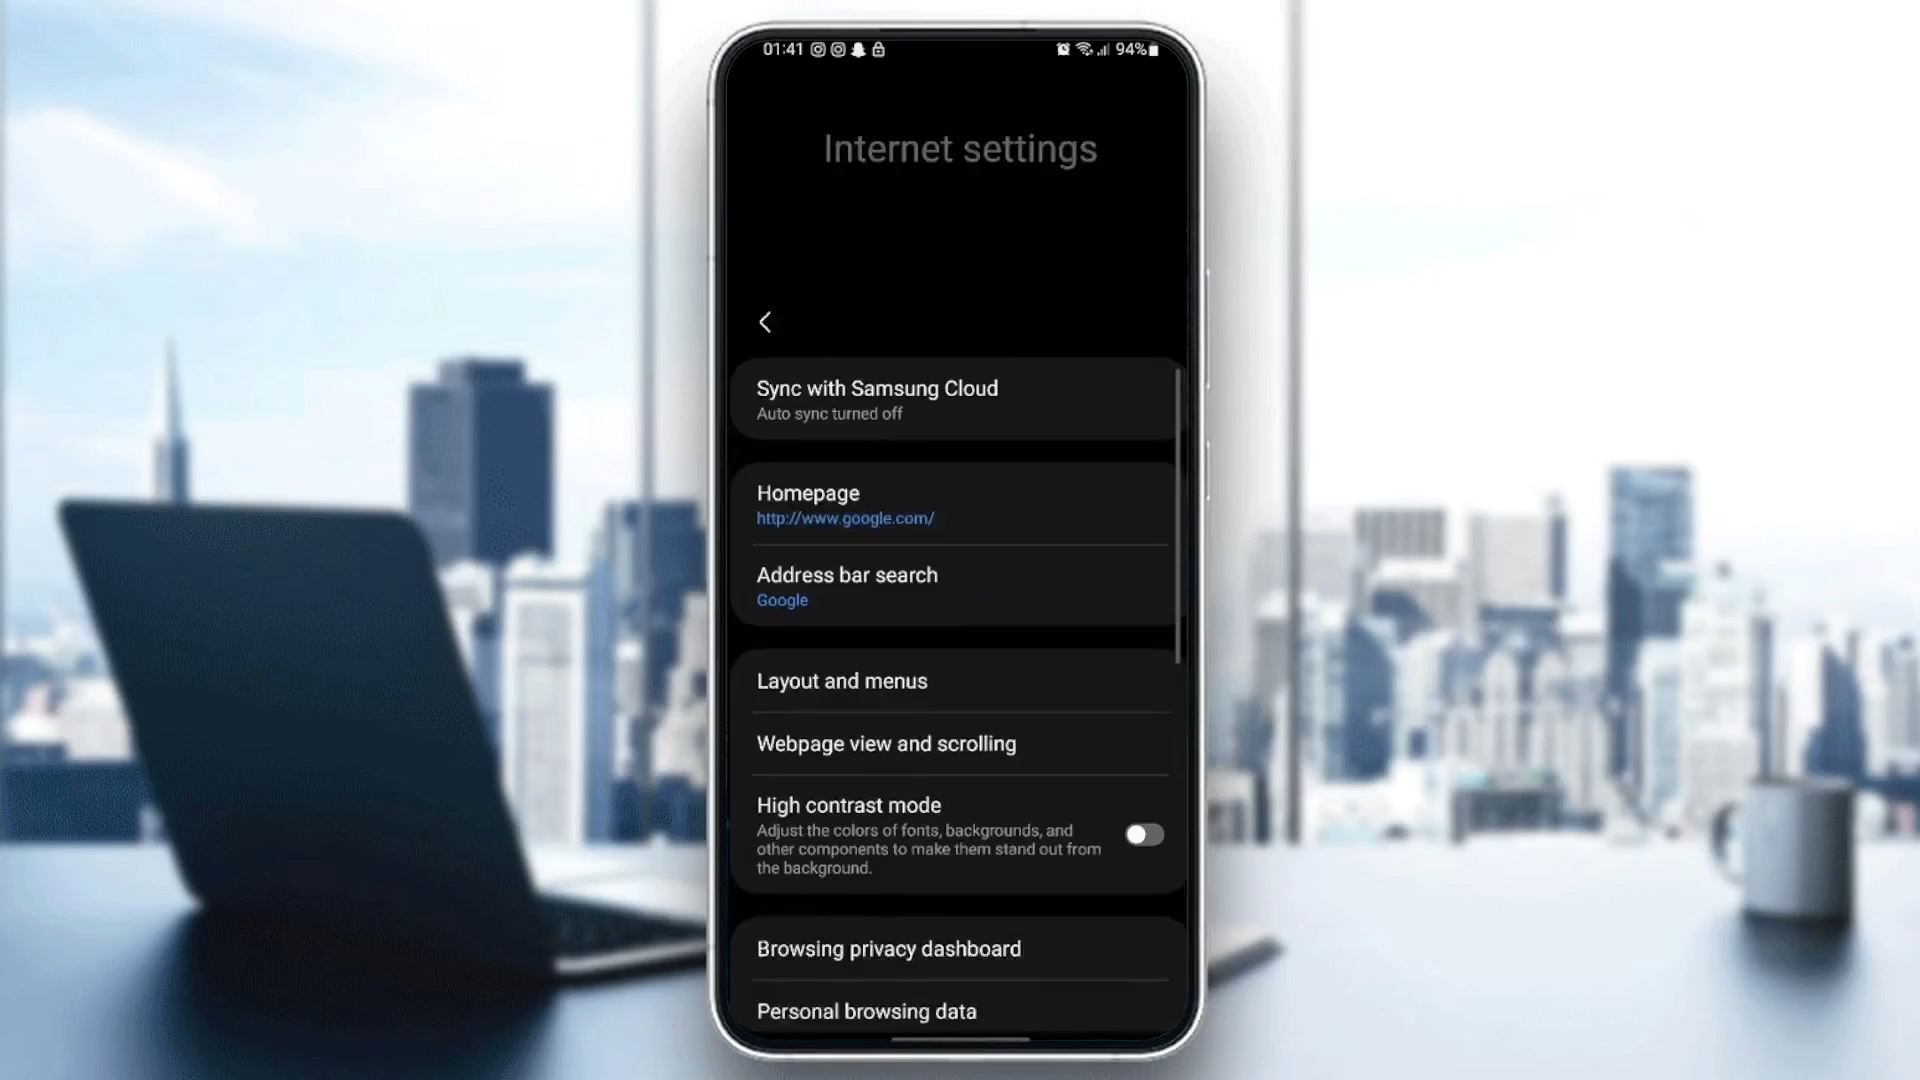 01:41
94%
Internet settings
Sync with Samsung Cloud
Auto sync turned off
Homepage
http://www.google.com/
Address bar search
Google
Layout and menus
Webpage view and scrolling
High contrast mode
Adjust the colors of fonts, backgrounds, and
other components to make them stand out from
the background.
Browsing privacy dashboard
Personal browsing data